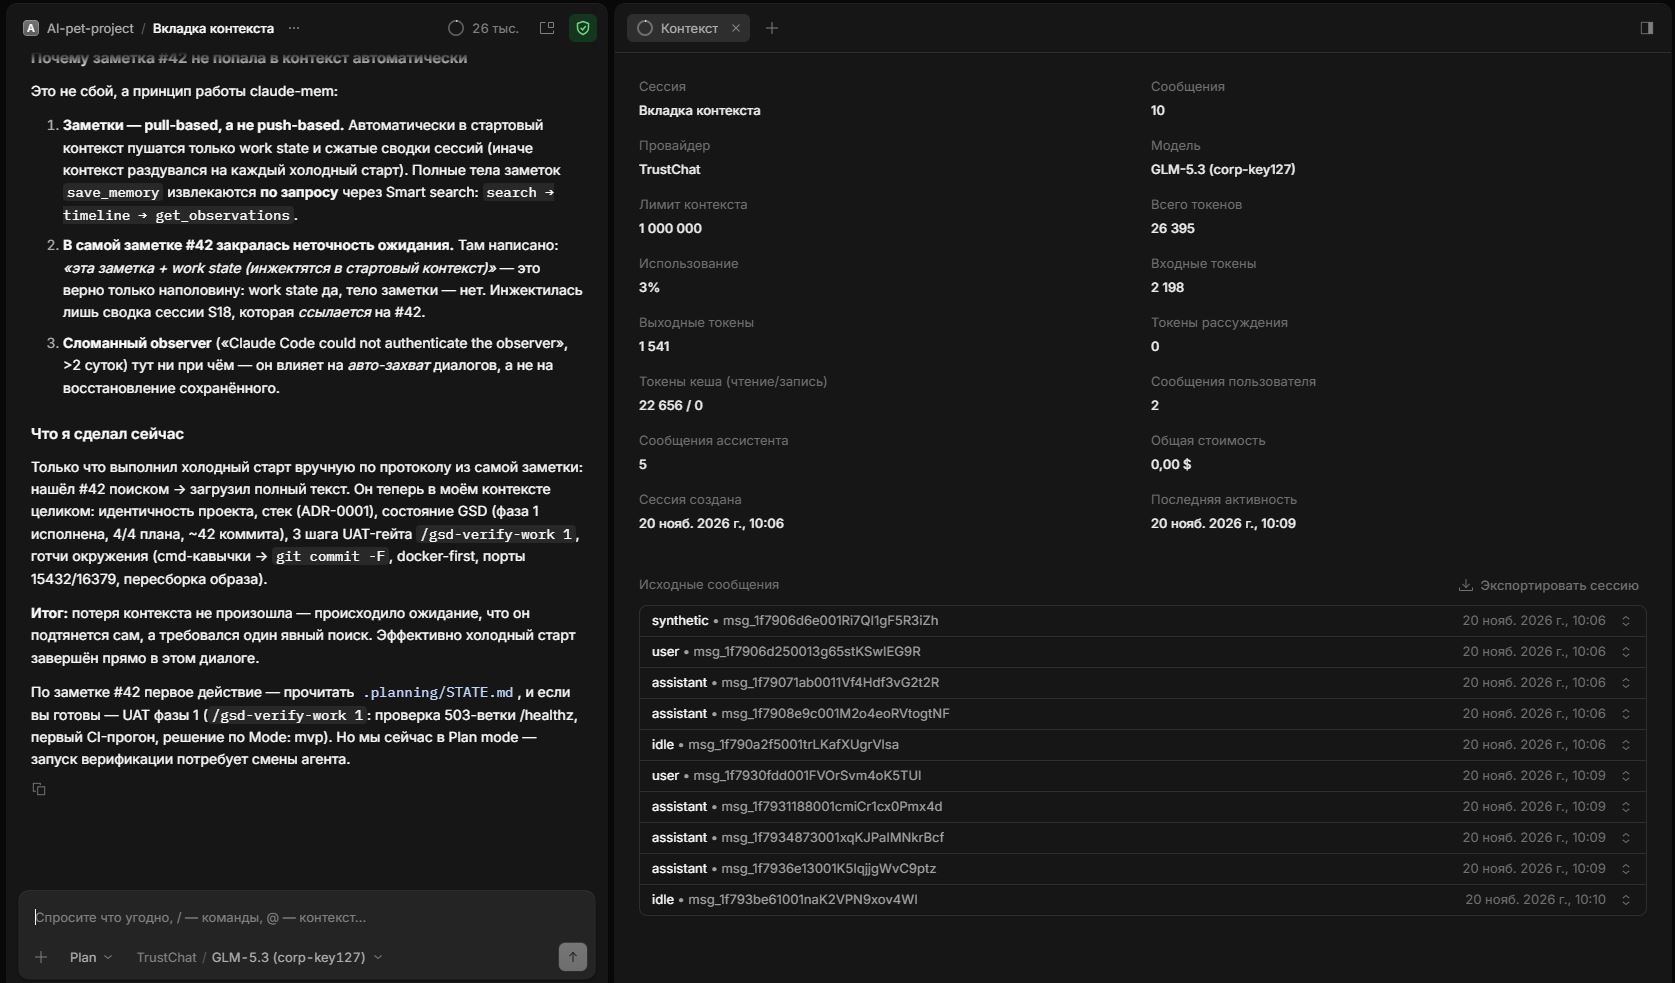 A AI-pet-project / Вкладка контекста ··· 26 тыс.
Почему заметка #42 не попала в контекст автоматически
Это не сбой, а принцип работы claude-mem:
1. Заметки — pull-based, а не push-based. Автоматически в стартовый
контекст пушатся только work state и сжатые сводки сессий (иначе
контекст раздувался на каждый холодный старт). Полные тела заметок
save_memory извлекаются по запросу через Smart search: search →
timeline → get_observations.
2. В самой заметке #42 закралась неточность ожидания. Там написано:
«эта заметка + work state (инжектятся в стартовый контекст)» — это
верно только наполовину: work state да, тело заметки — нет. Инжектилась
лишь сводка сессии S18, которая ссылается на #42.
3. Сломанный observer («Claude Code could not authenticate the observer»,
>2 суток) тут ни при чём — он влияет на авто-захват диалогов, а не на
восстановление сохранённого.
Что я сделал сейчас
Только что выполнил холодный старт вручную по протоколу из самой заметки:
нашёл #42 поиском → загрузил полный текст. Он теперь в моём контексте
целиком: идентичность проекта, стек (ADR-0001), состояние GSD (фаза 1
исполнена, 4/4 плана, ~42 коммита), 3 шага UAT-гейта /gsd-verify-work 1,
готчи окружения (cmd-кавычки → git commit -F, docker-first, порты
15432/16379, пересборка образа).
Итог: потеря контекста не произошла — происходило ожидание, что он
подтянется сам, а требовался один явный поиск. Эффективно холодный старт
завершён прямо в этом диалоге.
По заметке #42 первое действие — прочитать .planning/STATE.md , и если
вы готовы — UAT фазы 1 ( /gsd-verify-work 1: проверка 503-ветки /healthz,
первый CI-прогон, решение по Mode: mvp). Но мы сейчас в Plan mode —
запуск верификации потребует смены агента.
Спросите что угодно, / — команды, @ — контекст...
Plan TrustChat / GLM-5.3 (corp-key127)
Контекст
Сессия
Вкладка контекста
Сообщения
10
Провайдер
TrustChat
Модель
GLM-5.3 (corp-key127)
Лимит контекста
1 000 000
Всего токенов
26 395
Использование
3%
Входные токены
2 198
Выходные токены
1 541
Токены рассуждения
0
Токены кеша (чтение/запись)
22 656 / 0
Сообщения пользователя
2
Сообщения ассистента
5
Общая стоимость
0,00 $
Сессия создана
20 нояб. 2026 г., 10:06
Последняя активность
20 нояб. 2026 г., 10:09
Исходные сообщения Экспортировать сессию
synthetic • msg_1f7906d6e001Ri7Ql1gF5R3iZh 20 нояб. 2026 г., 10:06
user • msg_1f7906d250013g65stKSwlEG9R 20 нояб. 2026 г., 10:06
assistant • msg_1f79071ab0011Vf4Hdf3vG2t2R 20 нояб. 2026 г., 10:06
assistant • msg_1f7908e9c001M2o4eoRVtogtNF 20 нояб. 2026 г., 10:06
idle • msg_1f790a2f5001trLKafXUgrVlsa 20 нояб. 2026 г., 10:06
user • msg_1f7930fdd001FVOrSvm4oK5TUI 20 нояб. 2026 г., 10:09
assistant • msg_1f7931188001cmiCr1cx0Pmx4d 20 нояб. 2026 г., 10:09
assistant • msg_1f7934873001xqKJPalMNkrBcf 20 нояб. 2026 г., 10:09
assistant • msg_1f7936e13001K5IqjjgWvC9ptz 20 нояб. 2026 г., 10:09
idle • msg_1f793be61001naK2VPN9xov4WI 20 нояб. 2026 г., 10:10